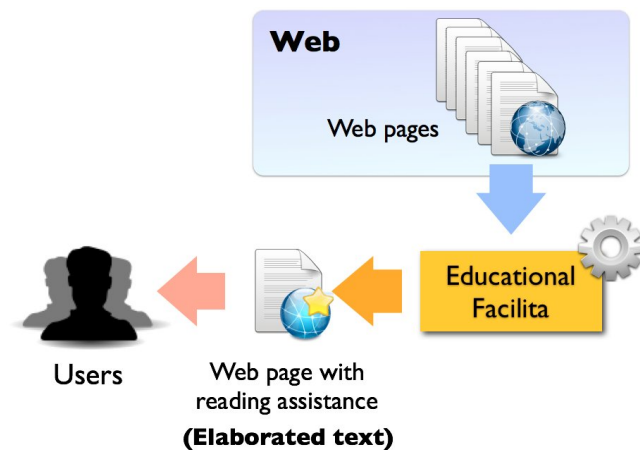 Web
Web pages
Educational
Facilita
Users
Web page with
reading assistance
(Elaborated text)